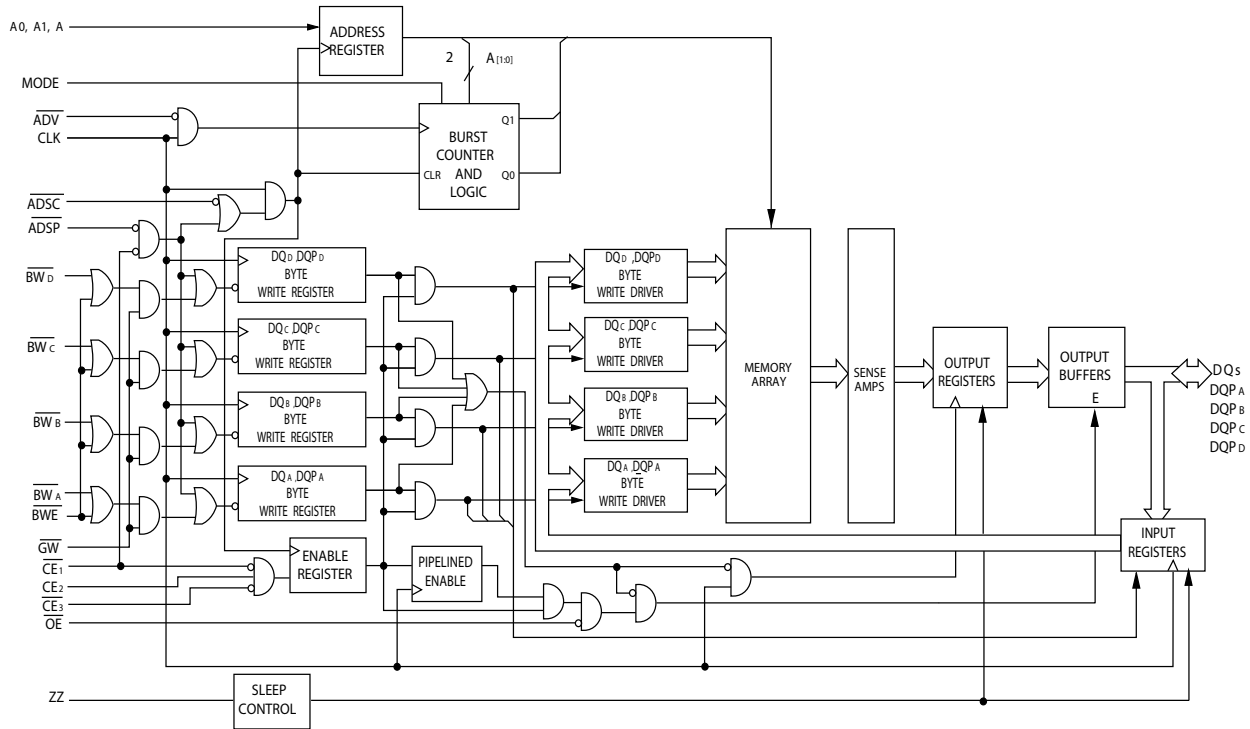 A0, A1, A
ADDRESS
REGISTER
2
A[1:0]
MODE
ADV
CLK
BURST
COUNTER
AND
LOGIC
CLR
Q1
Q0
ADSC
ADSP
BWD
DQD ,DQPD
BYTE
WRITE REGISTER
DQD ,DQPD
BYTE
WRITE DRIVER
BWC
DQC ,DQPC
BYTE
WRITE REGISTER
DQC ,DQPC
BYTE
WRITE DRIVER
BWB
DQB ,DQPB
BYTE
WRITE REGISTER
DQB ,DQPB
BYTE
WRITE DRIVER
BWA
BWE
DQA ,DQPA
BYTE
WRITE REGISTER
DQA ,DQPA
BYTE
WRITE DRIVER
MEMORY
ARRAY
SENSE
AMPS
OUTPUT
REGISTERS
OUTPUT
BUFFERS
E
DQs
DQPA
DQPB
DQPC
DQPD
INPUT
REGISTERS
GW
CE1
CE2
CE3
OE
ENABLE
REGISTER
PIPELINED
ENABLE
ZZ
SLEEP
CONTROL